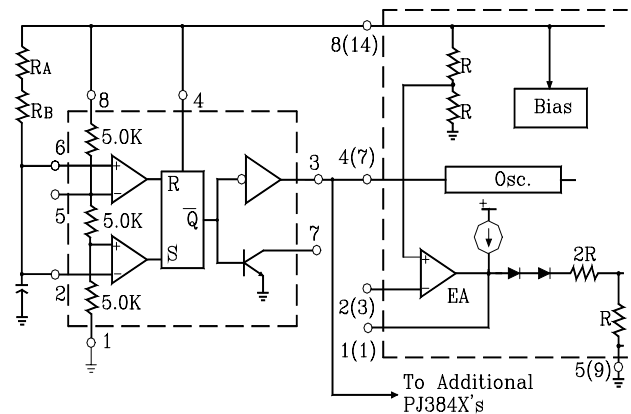 8(14)
RA
R
RB
8
4
R
Bias
5.0K
6
3
4(7)
+
R
Osc.
−
5
Q̅
+
5.0K
7
2R
+
S
+
−
EA
−
2(3)
R
2
5.0K
1
1(1)
5(9)
To Additional
PJ384X's